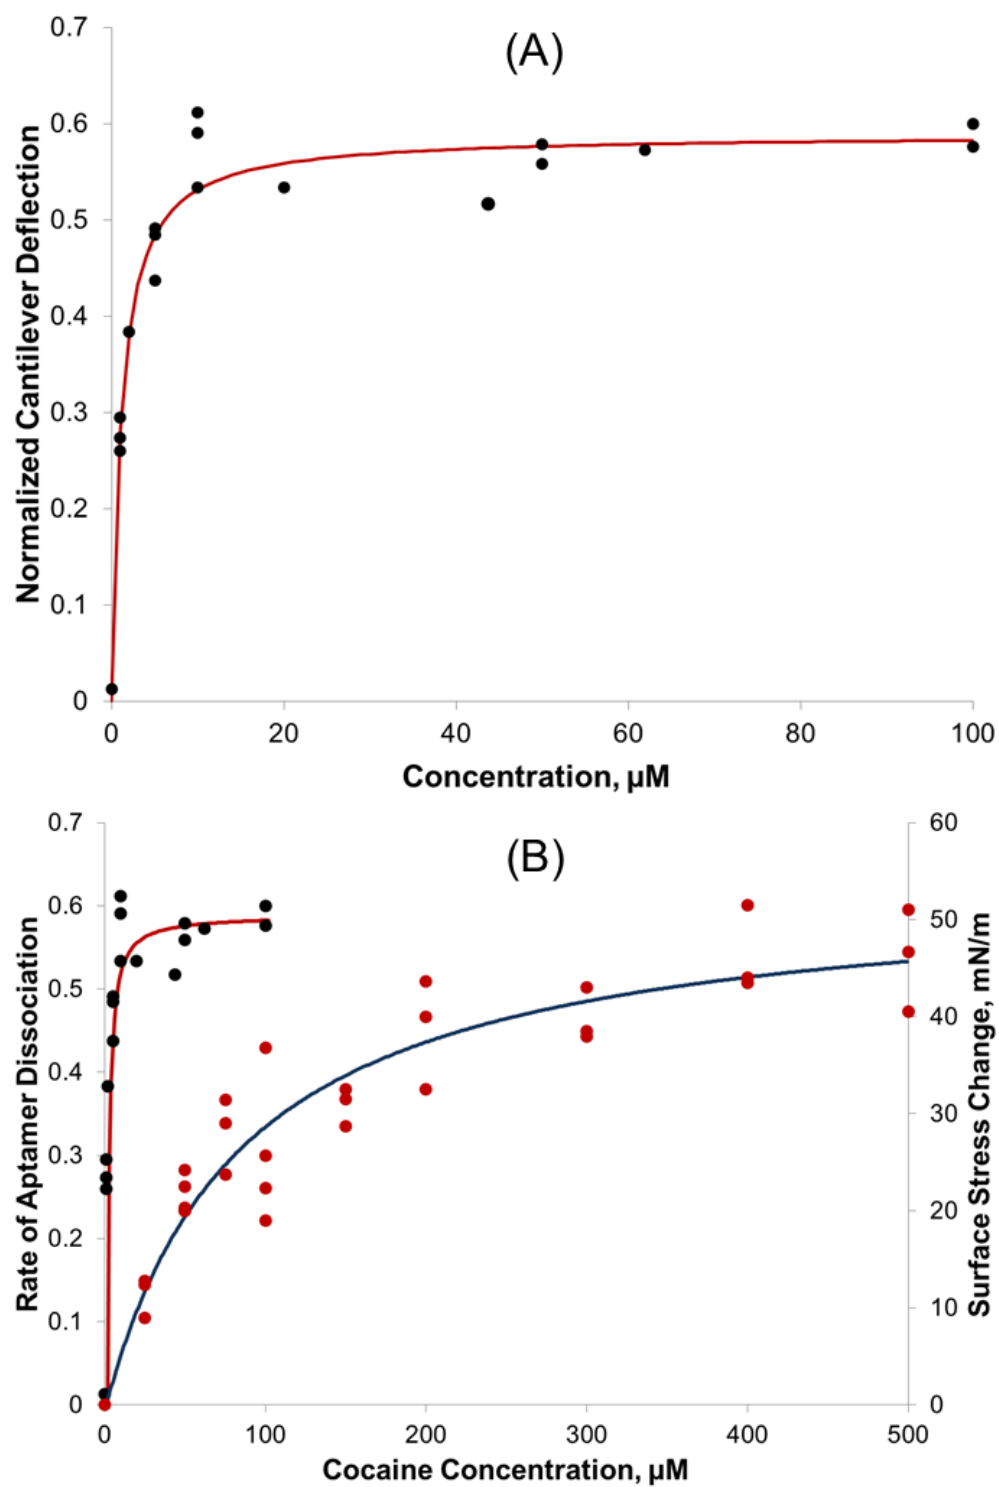 (A)
0.7
0.6
0.5
0.4
0.3
0.2
0.1
0
Normalized Cantilever Deflection
0 20 40 60 80 100
Concentration, µM
(B)
0.7
0.6
0.5
0.4
0.3
0.2
0.1
0
Rate of Aptamer Dissociation
60
50
40
30
20
10
0
Surface Stress Change, mN/m
0 100 200 300 400 500
Cocaine Concentration, µM